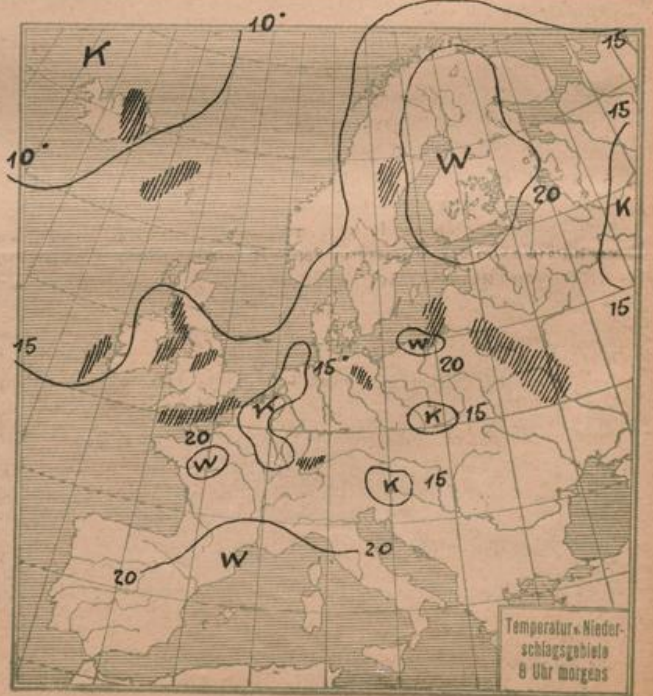 10°
K
15
10°
15
W
20
K
15
15
W
20
15°
K
20
K 15
W
K 15
W
20
20
Temperatur u. Nieder-
schlagsgebiete
8 Uhr morgens